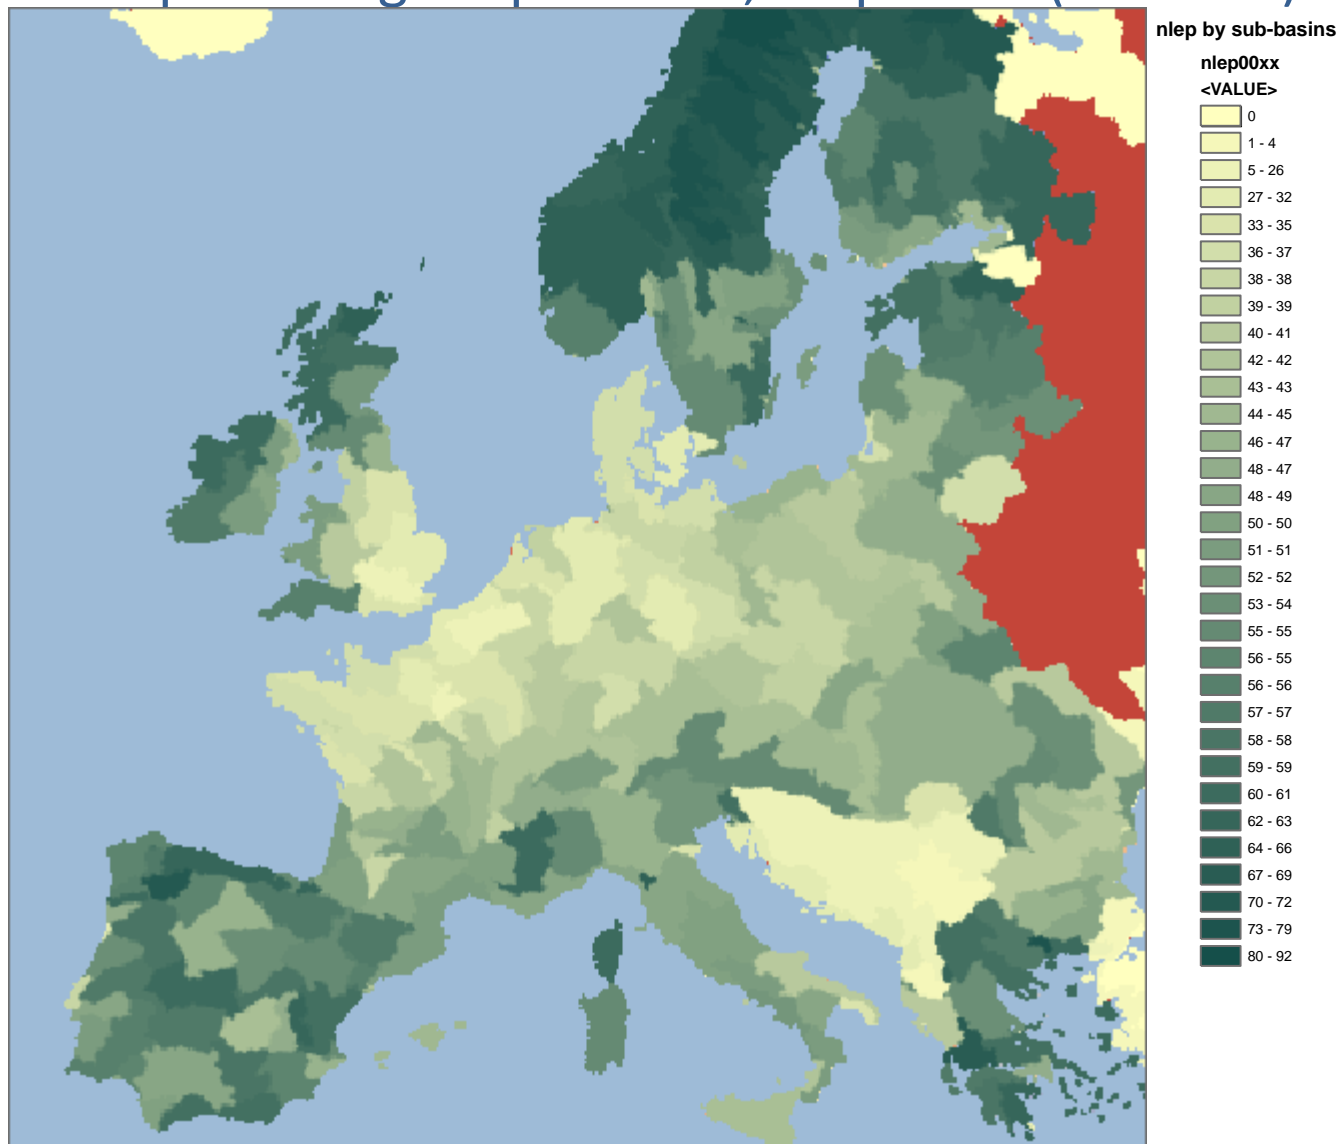 nlep by sub-basins
nlep00xx
<VALUE>
0
1 - 4
5 - 26
27 - 32
33 - 35
36 - 37
38 - 38
39 - 39
40 - 41
42 - 42
43 - 43
44 - 45
46 - 47
48 - 47
48 - 49
50 - 50
51 - 51
52 - 52
53 - 54
55 - 55
56 - 55
56 - 56
57 - 57
58 - 58
59 - 59
60 - 61
62 - 63
64 - 66
67 - 69
70 - 72
73 - 79
80 - 92